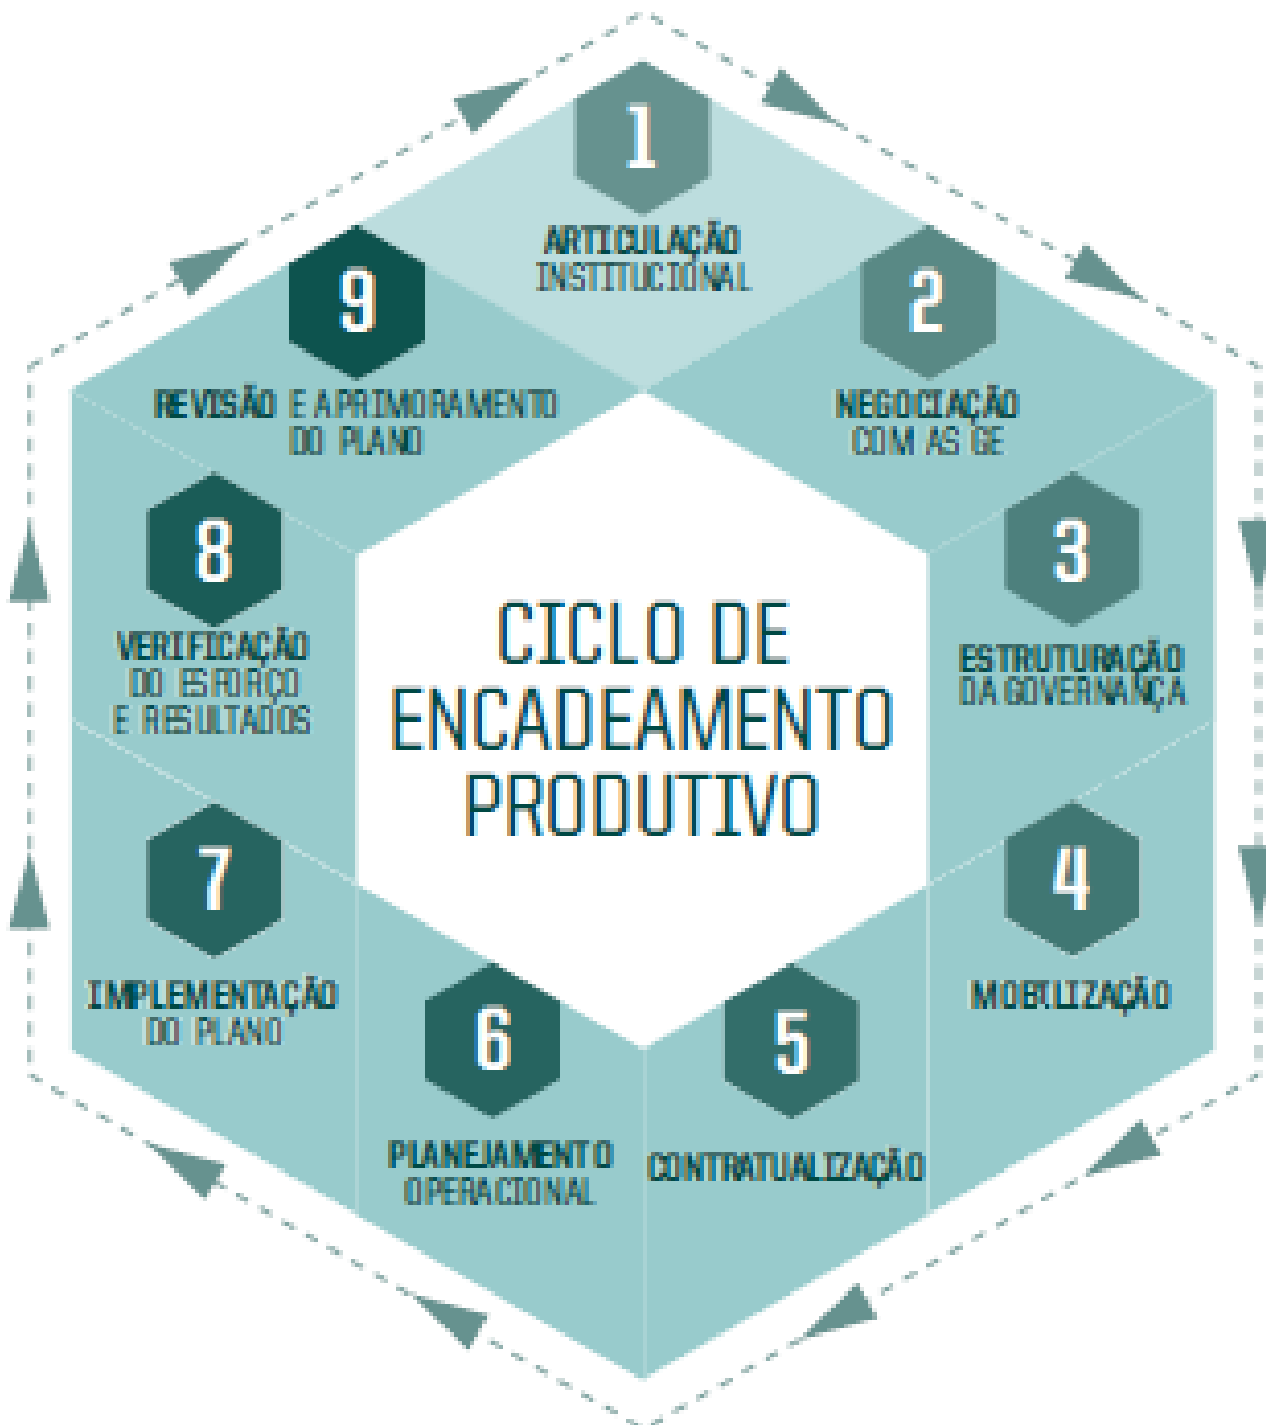 1
ARTICULAÇÃO
INSTITUCIONAL
2
NEGOCIAÇÃO
COM AS GE
3
ESTRUTURAÇÃO
DA GOVERNANÇA
4
MOBILIZAÇÃO
5
CONTRATUALIZAÇÃO
6
PLANEJAMENTO
OPERACIONAL
7
IMPLEMENTAÇÃO
DO PLANO
8
VERIFICAÇÃO
DO ESFORÇO
E RESULTADOS
9
REVISÃO E APRIMORAMENTO
DO PLANO
CICLO DE
ENCADEAMENTO
PRODUTIVO